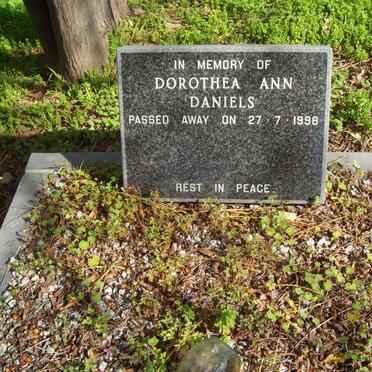 IN MEMORY OF
DOROTHEA ANN
DANIELS
PASSED AWAY ON 27·7·1996
REST IN PEACE.